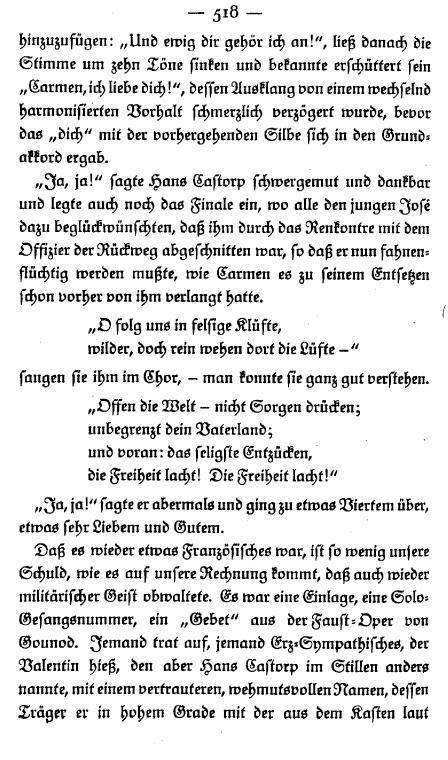 — 518 —
hinzuzufügen: „Und ewig dir gehör ich an!“, ließ danach die
Stimme um zehn Töne sinken und bekannte erschüttert sein
„Carmen, ich liebe dich!“, dessen Ausklang von einem wechselnd
harmonisierten Vorhalt schmerzlich verzögert wurde, bevor
das „dich“ mit der vorhergehenden Silbe sich in den Grund-
akkord ergab.
„Ja, ja!“ sagte Hans Castorp schwergemut und dankbar
und legte auch noch das Finale ein, wo alle den jungen José
dazu beglückwünschten, daß ihm durch das Renkontre mit dem
Offizier der Rückweg abgeschnitten war, so daß er nun fahnen-
flüchtig werden mußte, wie Carmen es zu seinem Entsetzen
schon vorher von ihm verlangt hatte.
„O folg uns in felsige Klüfte,
wilder, doch rein wehen dort die Lüfte –“
sangen sie ihm im Chor, – man konnte sie ganz gut verstehen.
„Offen die Welt – nicht Sorgen drücken;
unbegrenzt dein Vaterland;
und voran: das seligste Entzücken,
die Freiheit lacht! Die Freiheit lacht!“
„Ja, ja!“ sagte er abermals und ging zu etwas Viertem über,
etwas sehr Liebem und Gutem.
Daß es wieder etwas Französisches war, ist so wenig unsere
Schuld, wie es auf unsere Rechnung kommt, daß auch wieder
militärischer Geist obwaltete. Es war eine Einlage, eine Solo-
Gesangsnummer, ein „Gebet“ aus der Faust-Oper von
Gounod. Jemand trat auf, jemand Erz-Sympathisches, der
Valentin hieß, den aber Hans Castorp im Stillen anders
nannte, mit einem vertrauteren, wehmutsvollen Namen, dessen
Träger er in hohem Grade mit der aus dem Kasten laut